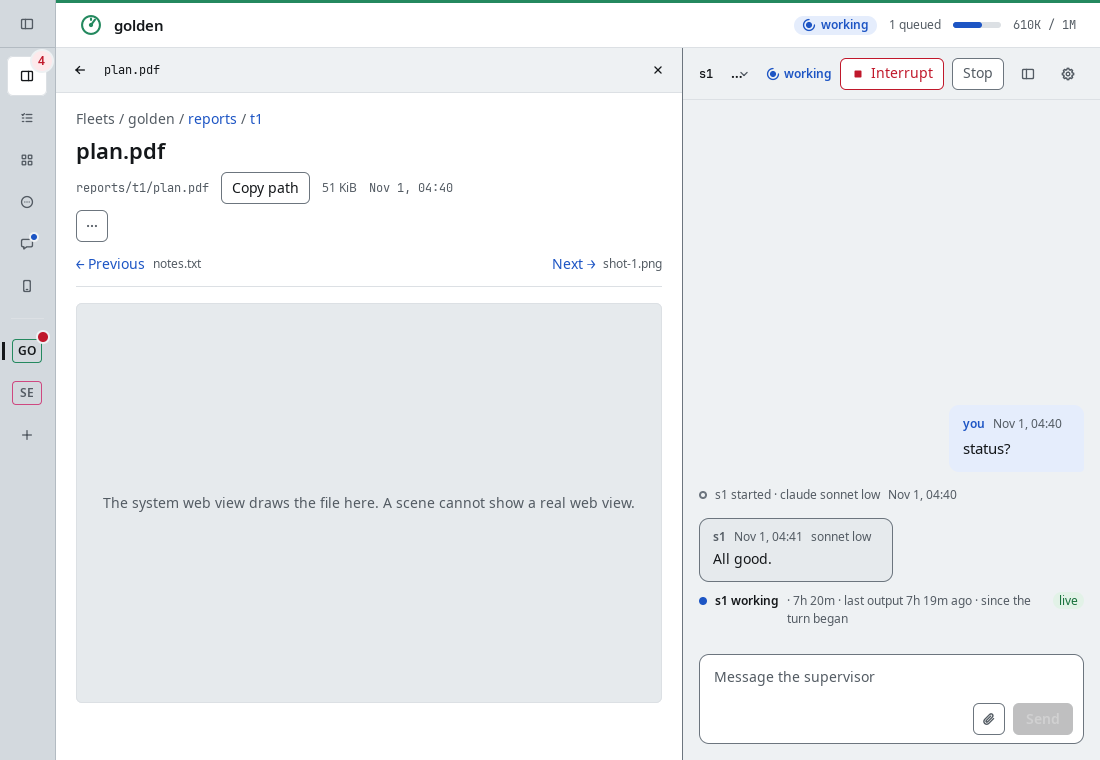 golden
working
1 queued
610K / 1M
4
GO
SE
plan.pdf
Fleets / golden / reports / t1
plan.pdf
reports/t1/plan.pdf
Copy path
51 KiB
Nov 1, 04:40
...
← Previous notes.txt
Next → shot-1.png
The system web view draws the file here. A scene cannot show a real web view.
s1
...
working
Interrupt
Stop
you Nov 1, 04:40
status?
s1 started · claude sonnet low Nov 1, 04:40
s1 Nov 1, 04:41 sonnet low
All good.
s1 working · 7h 20m · last output 7h 19m ago · since the
turn began
live
Message the supervisor
Send